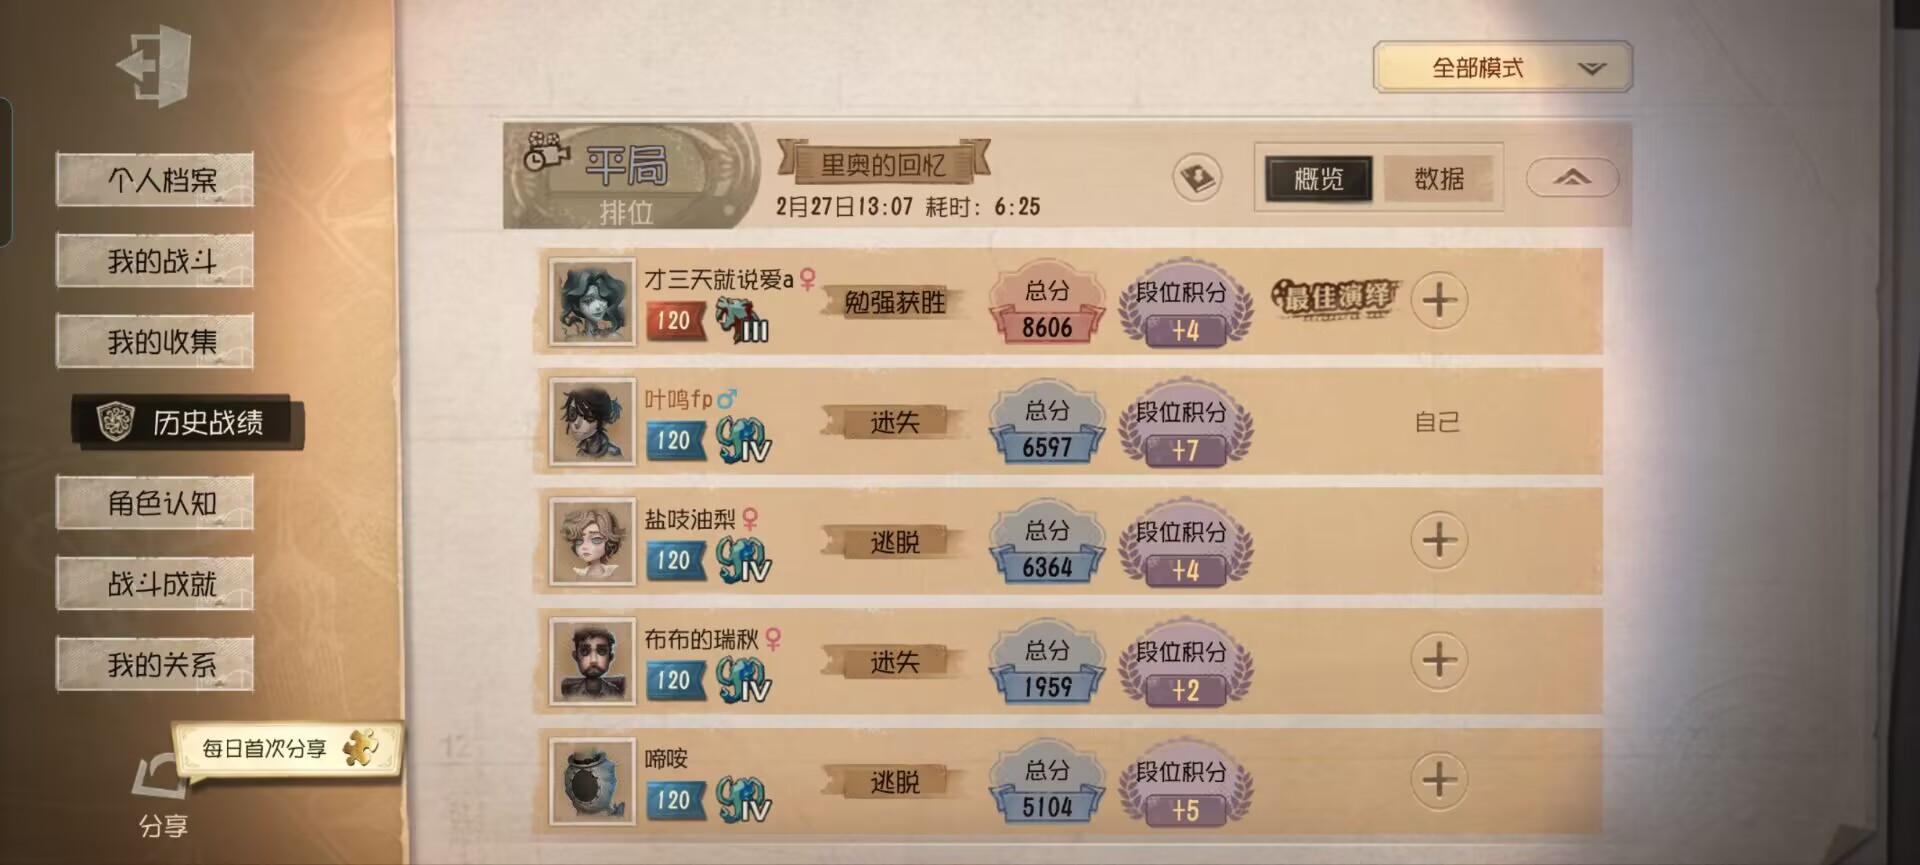 全部模式
个人档案
我的战斗
我的收集
历史战绩
角色认知
战斗成就
我的关系
每日首次分享
分享
平局
排位
里奥的回忆
2月27日13:07 耗时: 6:25
概览
数据
才三天就说爱a♀
120
III
勉强获胜
总分
8606
段位积分
+4
最佳演绎
叶鸣fp♂
120
IV
迷失
总分
6597
段位积分
+7
自己
盐吱油梨♀
120
IV
逃脱
总分
6364
段位积分
+4
布布的瑞秋♀
120
IV
迷失
总分
1959
段位积分
+2
啼咹
120
IV
逃脱
总分
5104
段位积分
+5